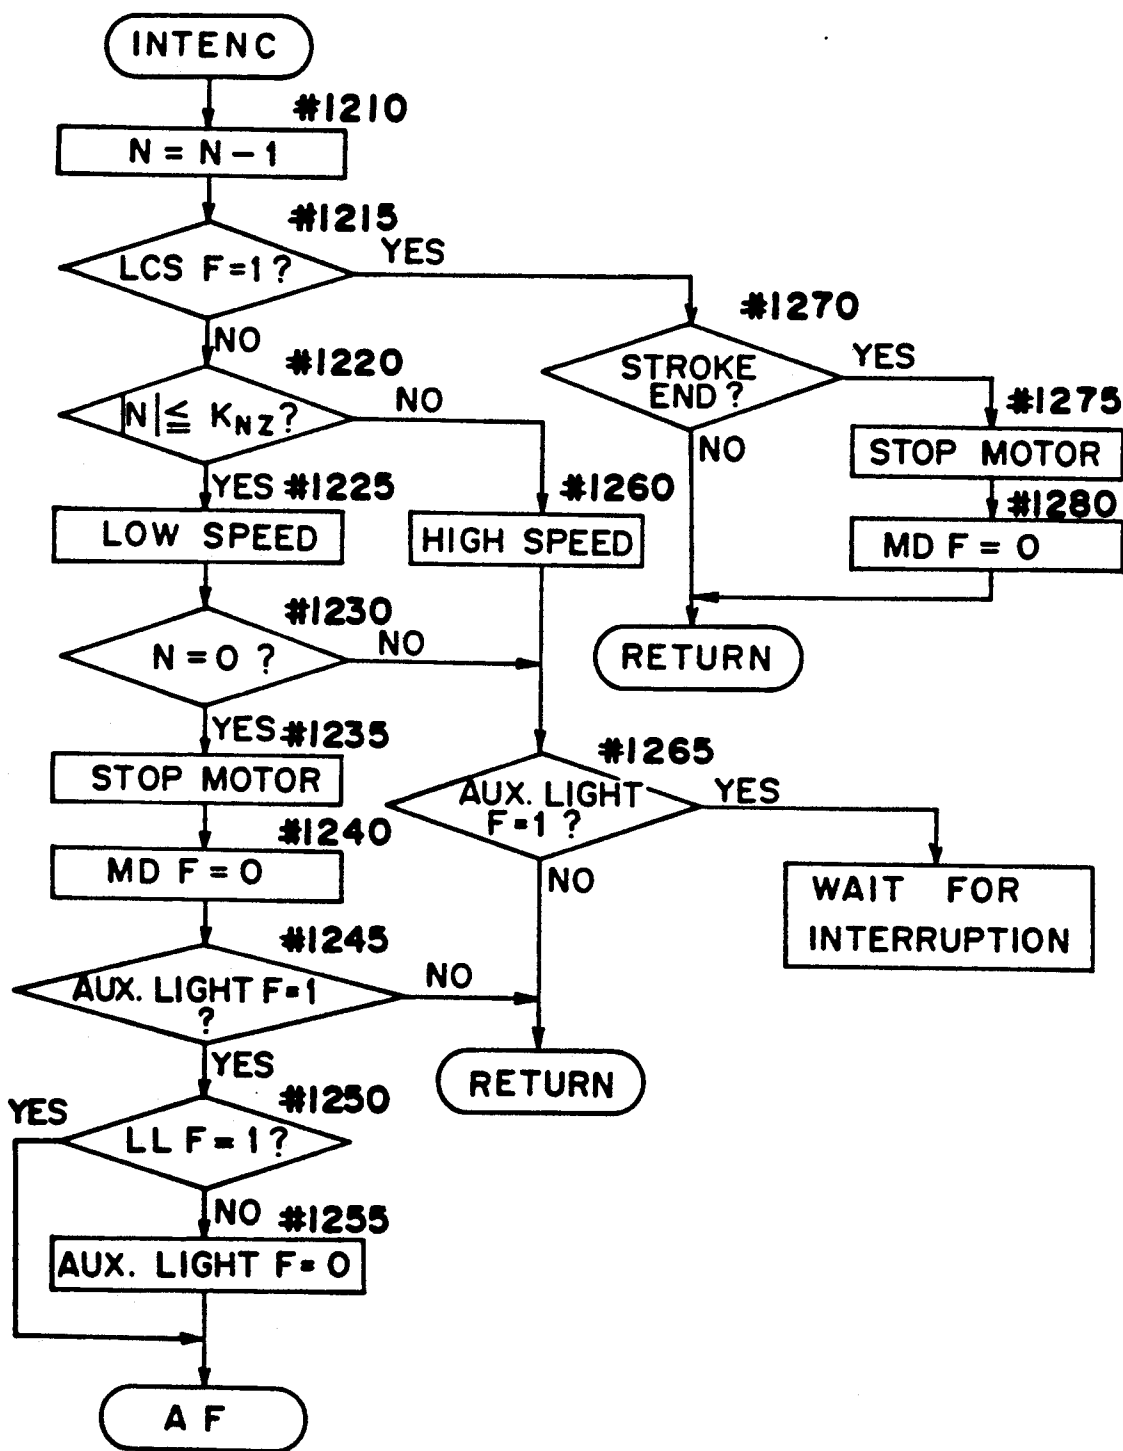 INTENC
#1210
N = N - 1
#1215
LCS F=1 ?
YES
NO
#1220
|N| ≦ KNZ ?
NO
YES
#1225
LOW SPEED
#1230
N = 0 ?
NO
YES
#1235
STOP MOTOR
#1240
MD F = 0
#1245
AUX. LIGHT F=1
?
NO
YES
#1250
YES
LL F = 1 ?
NO
#1255
AUX. LIGHT F= 0
A F
#1260
HIGH SPEED
#1265
AUX. LIGHT
F=1 ?
YES
NO
WAIT FOR
INTERRUPTION
RETURN
#1270
STROKE
END ?
YES
NO
#1275
STOP MOTOR
#1280
MD F = 0
RETURN